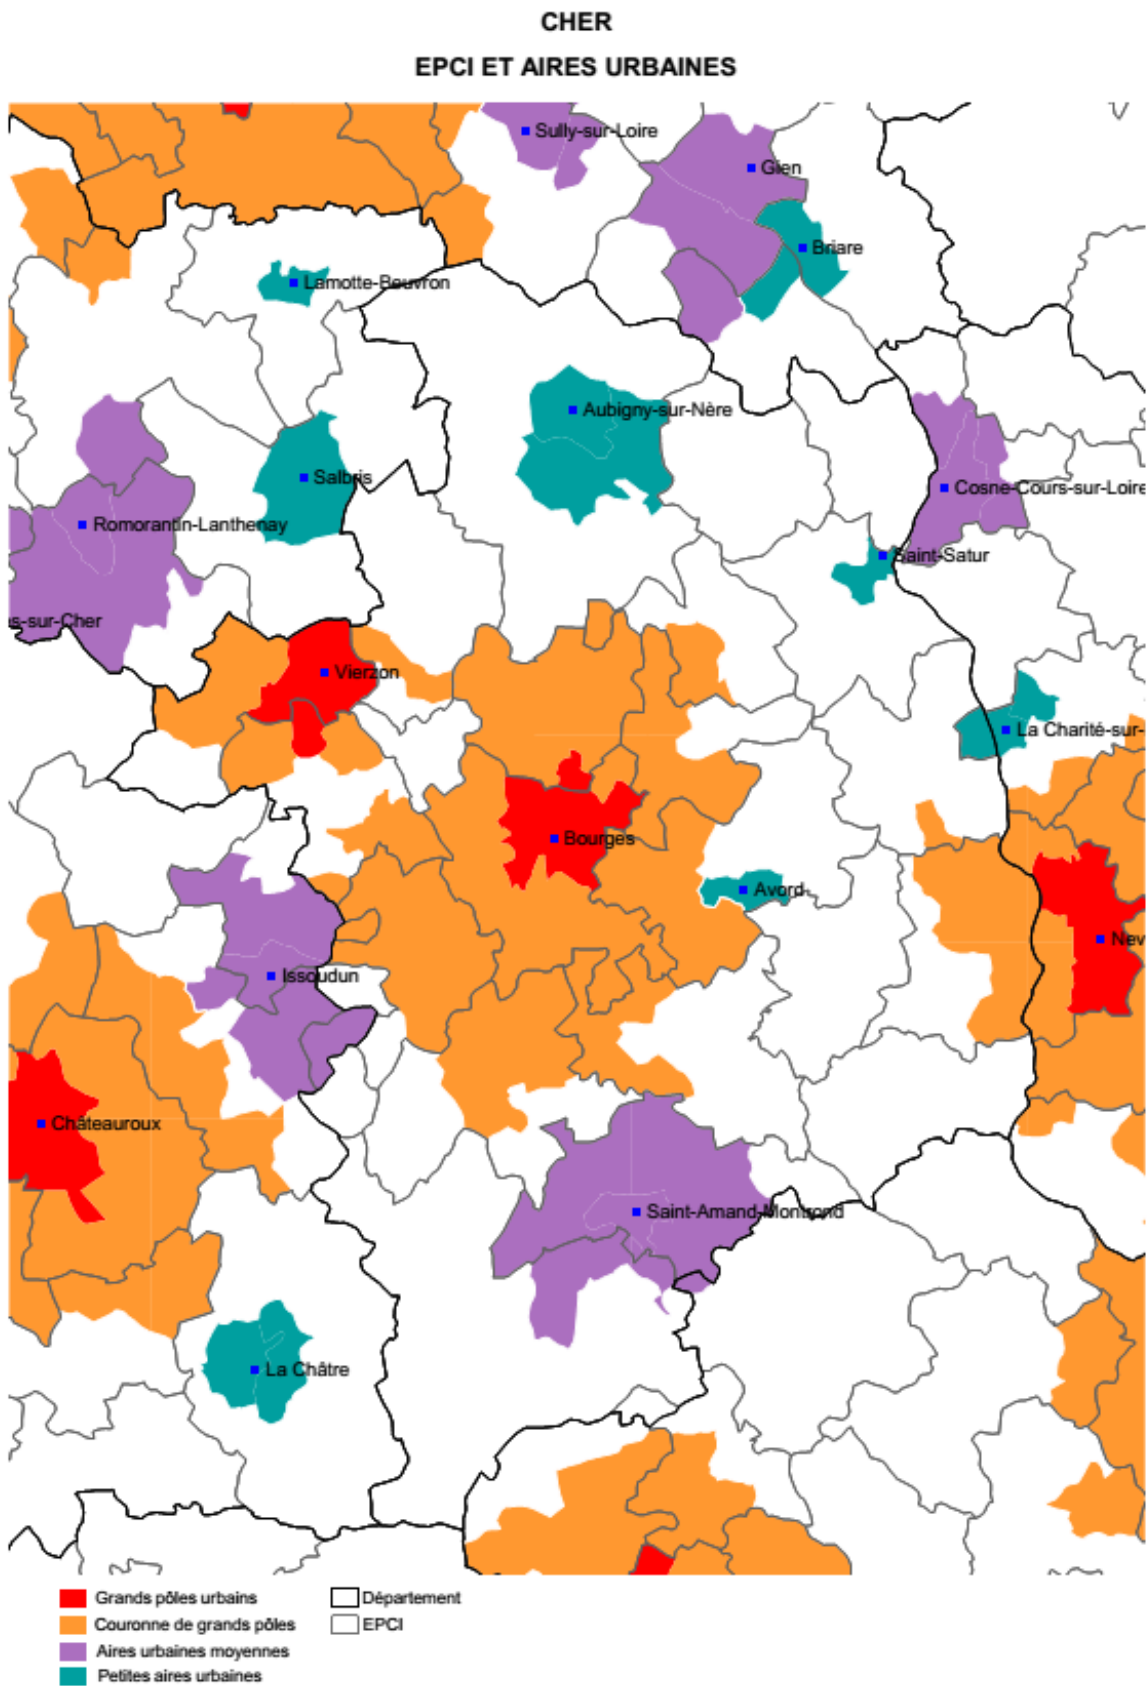 CHER
EPCI ET AIRES URBAINES
Sully-sur-Loire
Gien
Briare
Lamotte-Beuvron
Aubigny-sur-Nère
Salbris
Cosne-Cours-sur-Loire
Romorantin-Lanthenay
Saint-Satur
es-sur-Cher
Vierzon
La Charité-sur-
Bourges
Avord
Nev
Issoudun
Châteauroux
Saint-Amand-Montrond
La Châtre
Grands pôles urbains
Département
Couronne de grands pôles
EPCI
Aires urbaines moyennes
Petites aires urbaines